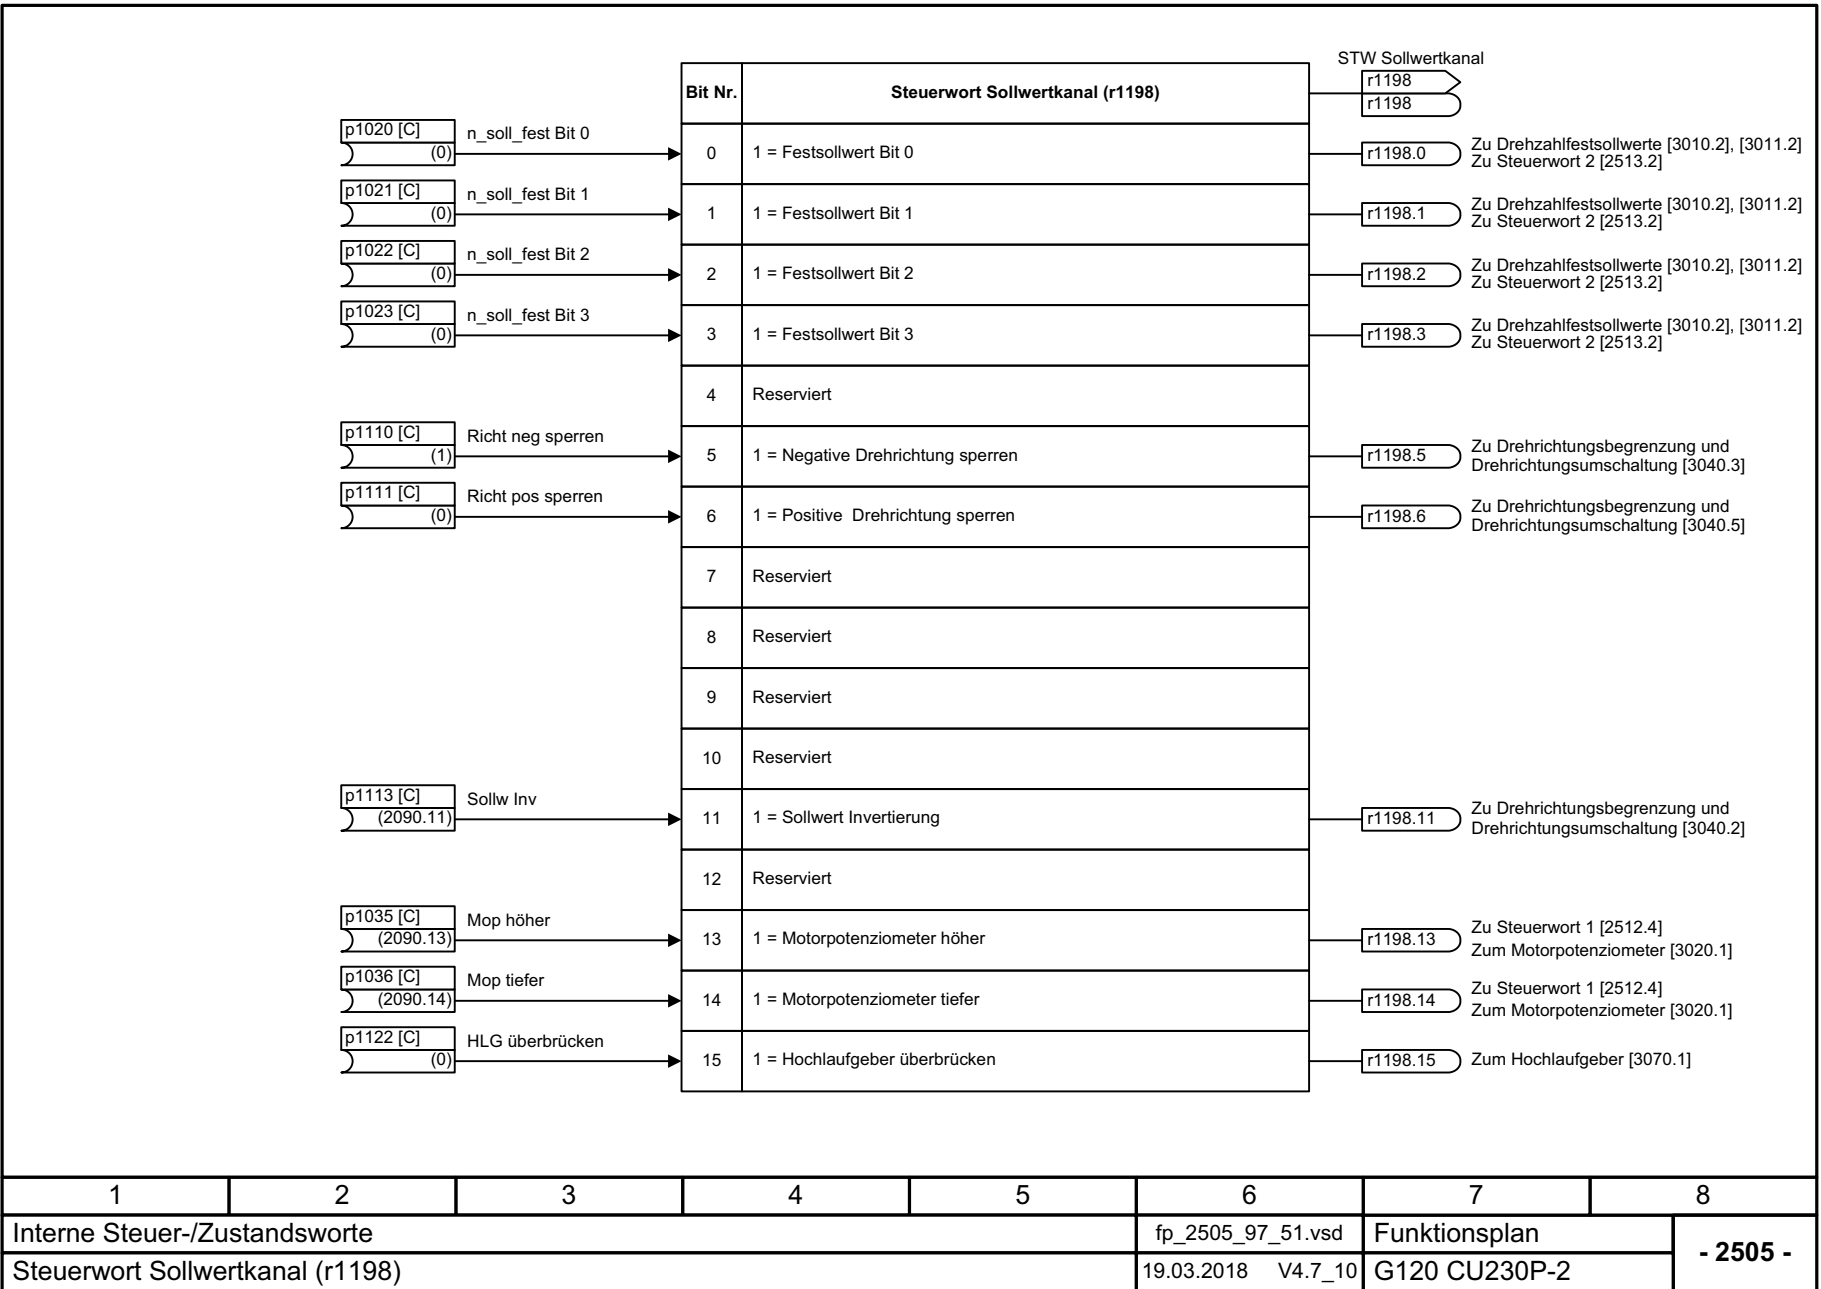 STW Sollwertkanal
r1198
r1198
Bit Nr. Steuerwort Sollwertkanal (r1198)
p1020 [C] n_soll_fest Bit 0
(0) 0 1 = Festsollwert Bit 0 r1198.0 Zu Drehzahlfestsollwerte [3010.2], [3011.2]
Zu Steuerwort 2 [2513.2]
p1021 [C] n_soll_fest Bit 1
(0) 1 1 = Festsollwert Bit 1 r1198.1 Zu Drehzahlfestsollwerte [3010.2], [3011.2]
Zu Steuerwort 2 [2513.2]
p1022 [C] n_soll_fest Bit 2
(0) 2 1 = Festsollwert Bit 2 r1198.2 Zu Drehzahlfestsollwerte [3010.2], [3011.2]
Zu Steuerwort 2 [2513.2]
p1023 [C] n_soll_fest Bit 3
(0) 3 1 = Festsollwert Bit 3 r1198.3 Zu Drehzahlfestsollwerte [3010.2], [3011.2]
Zu Steuerwort 2 [2513.2]
4 Reserviert
p1110 [C] Richt neg sperren
(1) 5 1 = Negative Drehrichtung sperren r1198.5 Zu Drehrichtungsbegrenzung und
Drehrichtungsumschaltung [3040.3]
p1111 [C] Richt pos sperren
(0) 6 1 = Positive Drehrichtung sperren r1198.6 Zu Drehrichtungsbegrenzung und
Drehrichtungsumschaltung [3040.5]
7 Reserviert
8 Reserviert
9 Reserviert
10 Reserviert
p1113 [C] Sollw Inv
(2090.11) 11 1 = Sollwert Invertierung r1198.11 Zu Drehrichtungsbegrenzung und
Drehrichtungsumschaltung [3040.2]
12 Reserviert
p1035 [C] Mop höher
(2090.13) 13 1 = Motorpotenziometer höher r1198.13 Zu Steuerwort 1 [2512.4]
Zum Motorpotenziometer [3020.1]
p1036 [C] Mop tiefer
(2090.14) 14 1 = Motorpotenziometer tiefer r1198.14 Zu Steuerwort 1 [2512.4]
Zum Motorpotenziometer [3020.1]
p1122 [C] HLG überbrücken
(0) 15 1 = Hochlaufgeber überbrücken r1198.15 Zum Hochlaufgeber [3070.1]
1 2 3 4 5 6 7 8
Interne Steuer-/Zustandsworte fp_2505_97_51.vsd Funktionsplan
- 2505 -
Steuerwort Sollwertkanal (r1198) 19.03.2018 V4.7_10 G120 CU230P-2